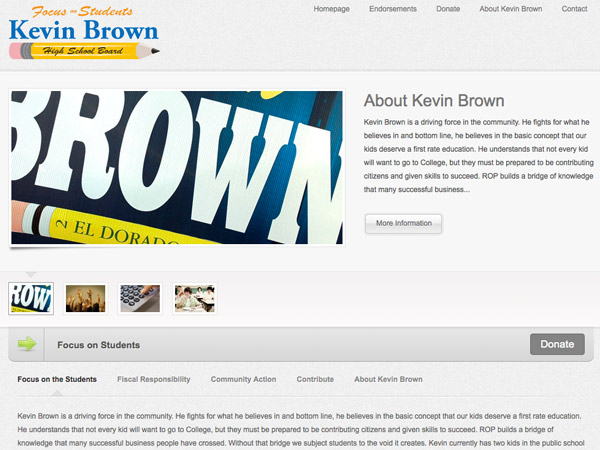 Focus on Students
Kevin Brown
High School Board
Homepage
Endorsements
Donate
About Kevin Brown
Contact
BROWN
2 EL DORADO
About Kevin Brown
Kevin Brown is a driving force in the community. He fights for what he
believes in and bottom line, he believes in the basic concept that our
kids deserve a first rate education. He understands that not every kid
will want to go to College, but they must be prepared to be contributing
citizens and given skills to succeed. ROP builds a bridge of knowledge
that many successful business...
More Information
ROW
Focus on Students
Donate
Focus on the Students
Fiscal Responsibility
Community Action
Contribute
About Kevin Brown
Kevin Brown is a driving force in the community. He fights for what he believes in and bottom line, he believes in the basic concept that our kids deserve a first rate education.
He understands that not every kid will want to go to College, but they must be prepared to be contributing citizens and given skills to succeed. ROP builds a bridge of
knowledge that many successful business people have crossed. Without that bridge we subject students to the void it creates. Kevin currently has two kids in the public school